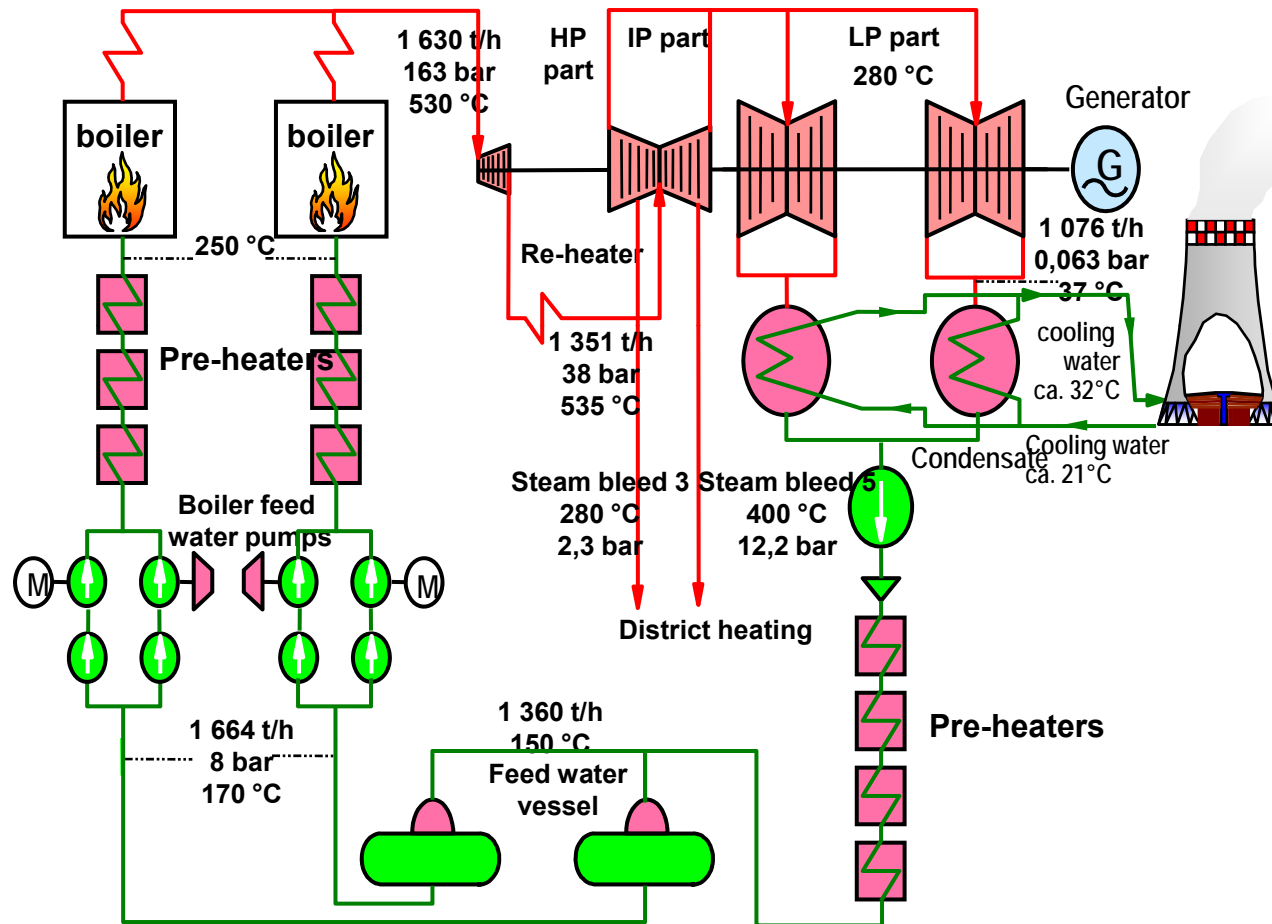 1 630 t/h
163 bar
530 °C
HP
part
IP part
LP part
280 °C
Generator
G
boiler
boiler
250 °C
Re-heater
1 076 t/h
0,063 bar
37 °C
Pre-heaters
1 351 t/h
38 bar
535 °C
cooling
water
ca. 32°C
Cooling water
ca. 21°C
Condensate
Steam bleed 3
280 °C
2,3 bar
Steam bleed 5
400 °C
12,2 bar
Boiler feed
water pumps
M
M
District heating
1 664 t/h
8 bar
170 °C
1 360 t/h
150 °C
Feed water
vessel
Pre-heaters